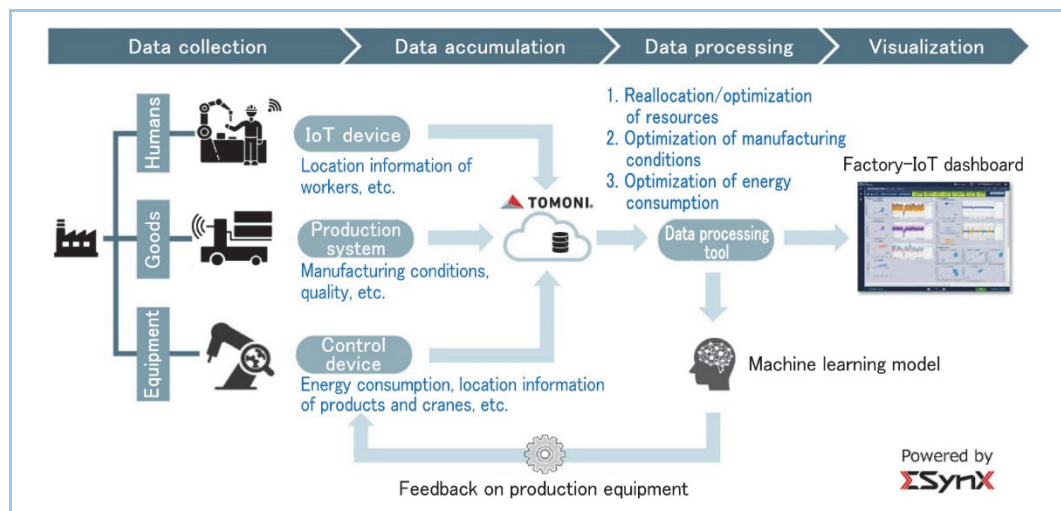 Data collection
Data accumulation
Data processing
Visualization
Humans
IoT device
Location information of
workers, etc.
Goods
Production
system
Manufacturing conditions,
quality, etc.
Equipment
Control
device
Energy consumption, location information
of products and cranes, etc.
TOMONI®
1. Reallocation/optimization
of resources
2. Optimization of manufacturing
conditions
3. Optimization of energy
consumption
Data processing
tool
Factory-IoT dashboard
Machine learning model
Feedback on production equipment
Powered by
ΣSynX